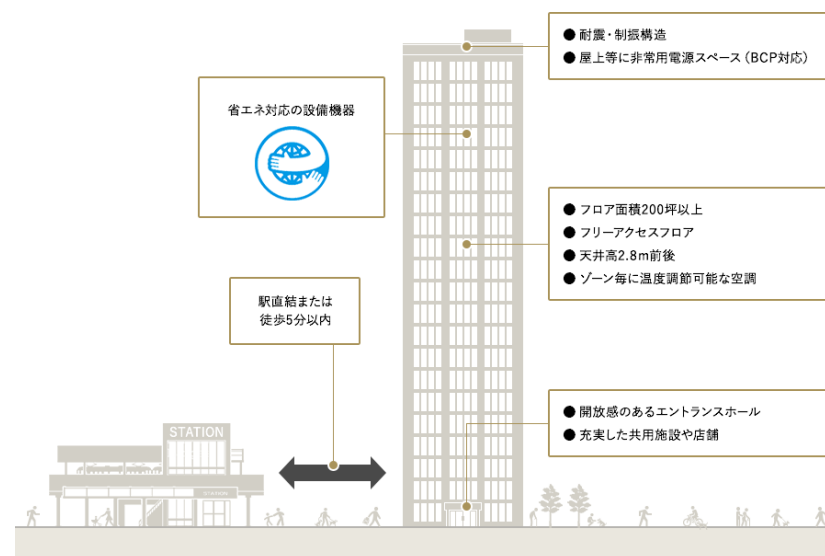 ● 耐震・制振構造
● 屋上等に非常用電源スペース（BCP対応）
省エネ対応の設備機器
● フロア面積200坪以上
● フリーアクセスフロア
● 天井高2.8m前後
● ゾーン毎に温度調節可能な空調
駅直結または
徒歩5分以内
● 開放感のあるエントランスホール
● 充実した共用施設や店舗
STATION
STATION